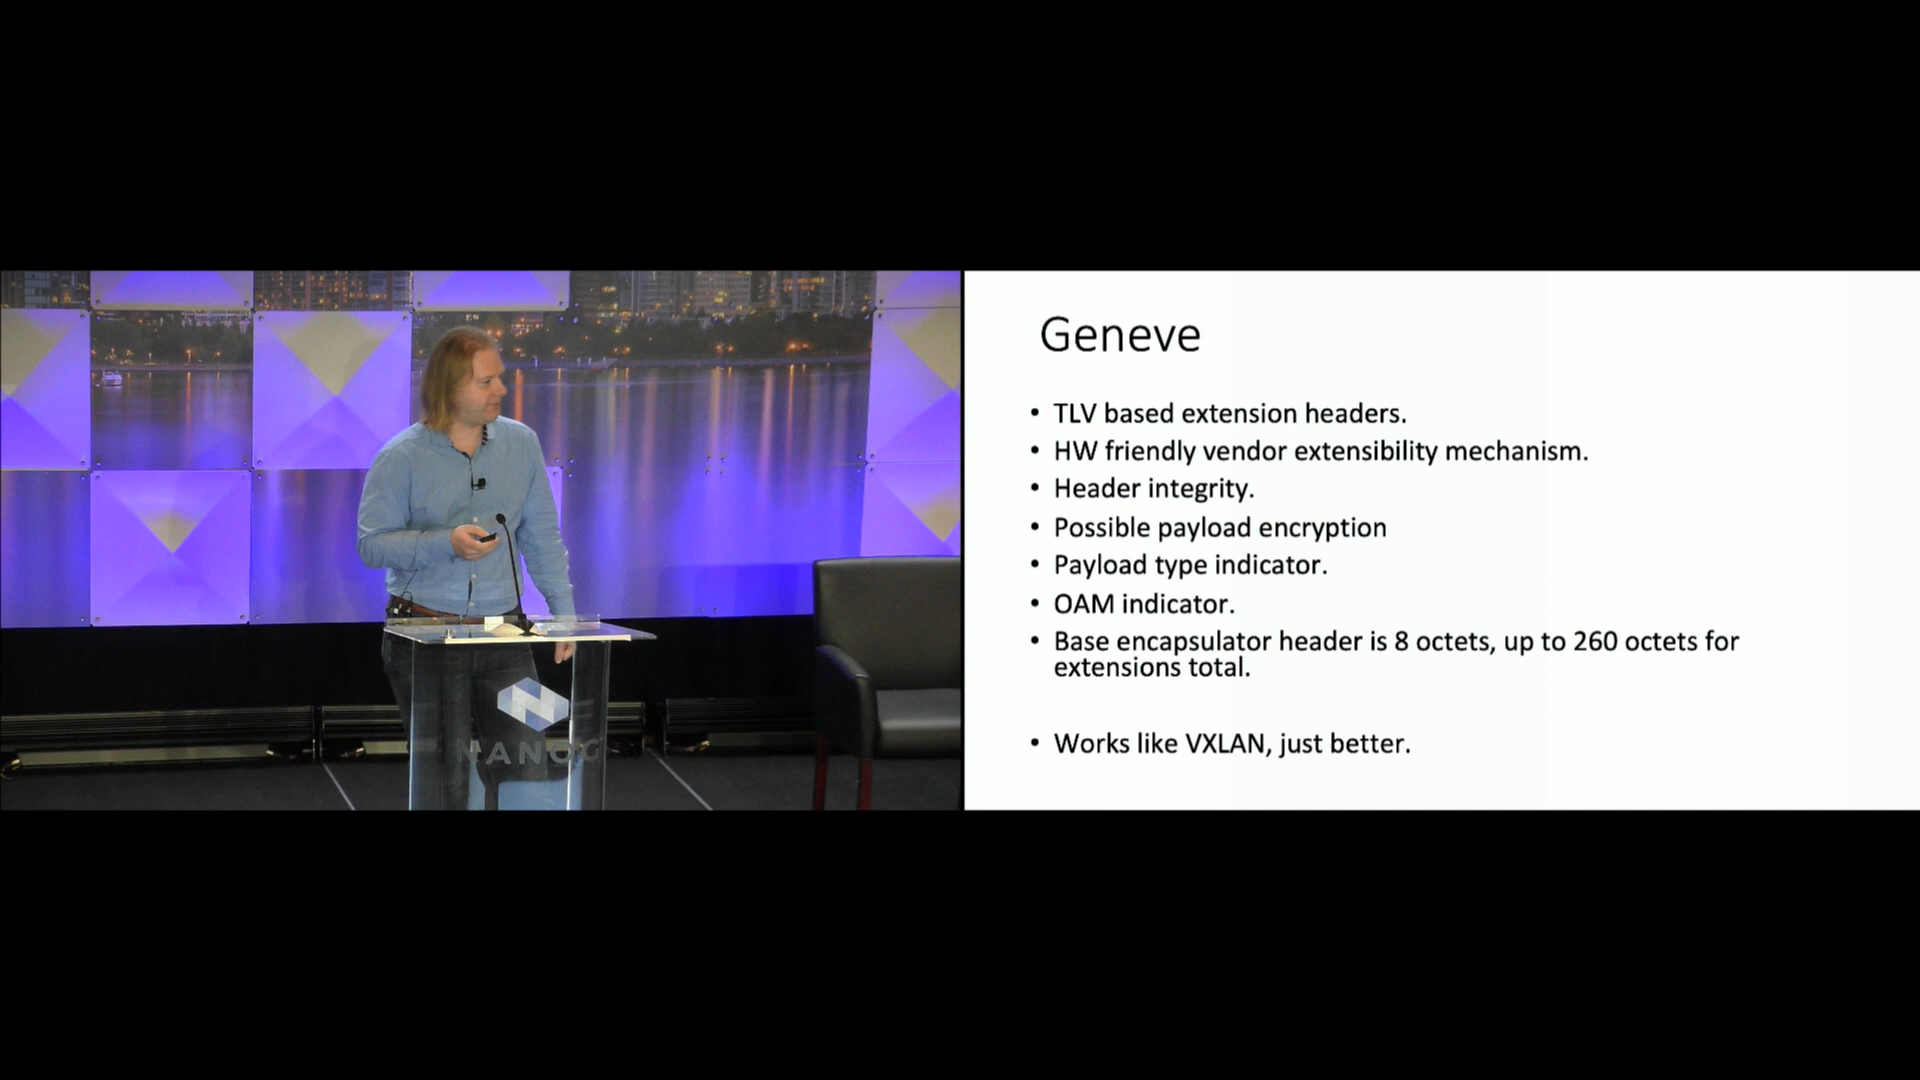 Geneve
• TLV based extension headers.
• HW friendly vendor extensibility mechanism.
• Header integrity.
• Possible payload encryption
• Payload type indicator.
• OAM indicator.
• Base encapsulator header is 8 octets, up to 260 octets for
extensions total.
• Works like VXLAN, just better.
NANOG